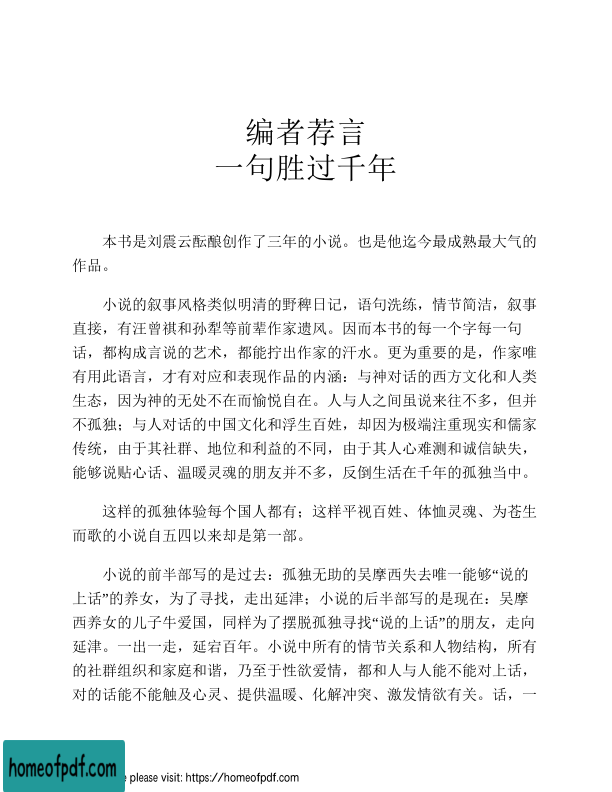 编者荐言
一句胜过千年
本书是刘震云酝酿创作了三年的小说。也是他迄今最成熟最大气的
作品。
小说的叙事风格类似明清的野稗日记，语句洗练，情节简洁，叙事
直接，有汪曾祺和孙犁等前辈作家遗风。因而本书的每一个字每一句
话，都构成言说的艺术，都能拧出作家的汗水。更为重要的是，作家唯
有用此语言，才有对应和表现作品的内涵：与神对话的西方文化和人类
生态，因为神的无处不在而愉悦自在。人与人之间虽说来往不多，但并
不孤独；与人对话的中国文化和浮生百姓，却因为极端注重现实和儒家
传统，由于其社群、地位和利益的不同，由于其人心难测和诚信缺失，
能够说贴心话、温暖灵魂的朋友并不多，反倒生活在千年的孤独当中。
这样的孤独体验每个国人都有；这样平视百姓、体恤灵魂、为苍生
而歌的小说自五四以来却是第一部。
小说的前半部写的是过去：孤独无助的吴摩西失去唯一能够“说的
上话”的养女，为了寻找，走出延津；小说的后半部写的是现在：吴摩
西养女的儿子牛爱国，同样为了摆脱孤独寻找“说的上话”的朋友，走向
延津。一出一走，延宕百年。小说中所有的情节关系和人物结构，所有
的社群组织和家庭和谐，乃至于性欲爱情，都和人与人能不能对上话，
对的话能不能触及心灵、提供温暖、化解冲突、激发情欲有关。话，一
homeofpdf.com
e please visit: https://homeofpdf.com